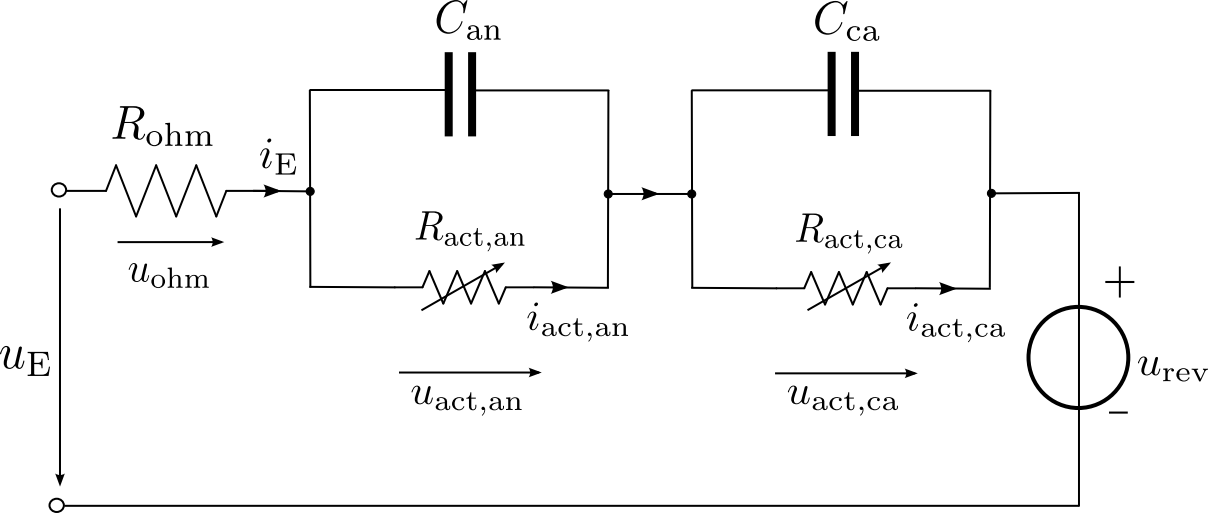 C_an
C_ca
R_ohm
i_E
R_act,an
R_act,ca
u_ohm
+
i_act,an
i_act,ca
u_E
u_rev
u_act,an
u_act,ca
-